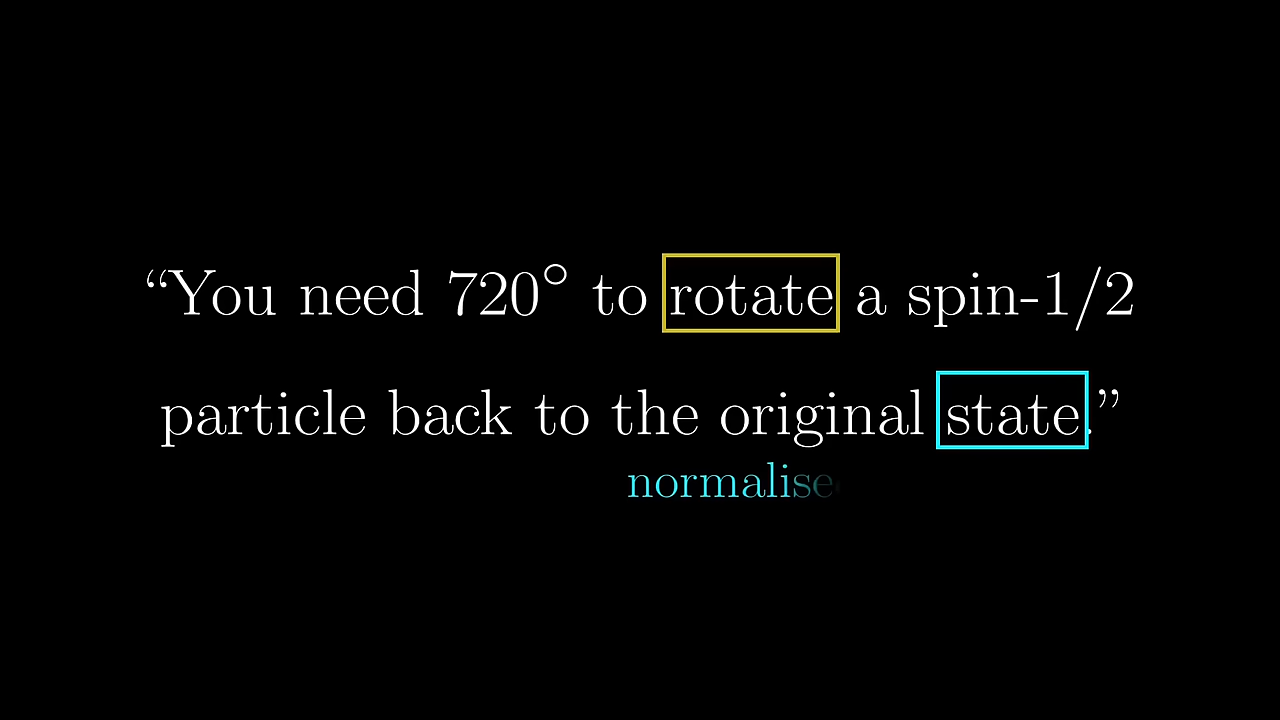 “You need 720° to rotate a spin-1/2
particle back to the original state.”
normalise